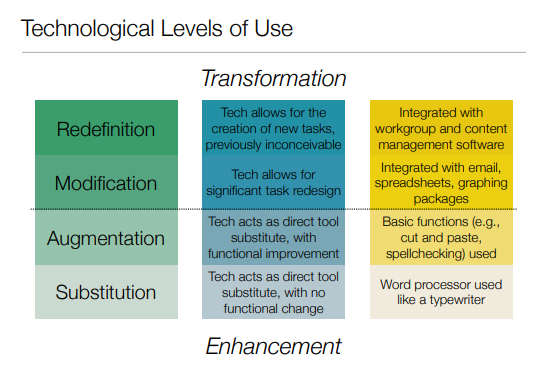 Technological Levels of Use
Transformation
Redefinition
Tech allows for the
creation of new tasks,
previously inconceivable
Integrated with
workgroup and content
management software
Modification
Tech allows for
significant task redesign
Integrated with email,
spreadsheets, graphing
packages
Augmentation
Tech acts as direct tool
substitute, with
functional improvement
Basic functions (e.g.,
cut and paste,
spellchecking) used
Substitution
Tech acts as direct tool
substitute, with no
functional change
Word processor used
like a typewriter
Enhancement